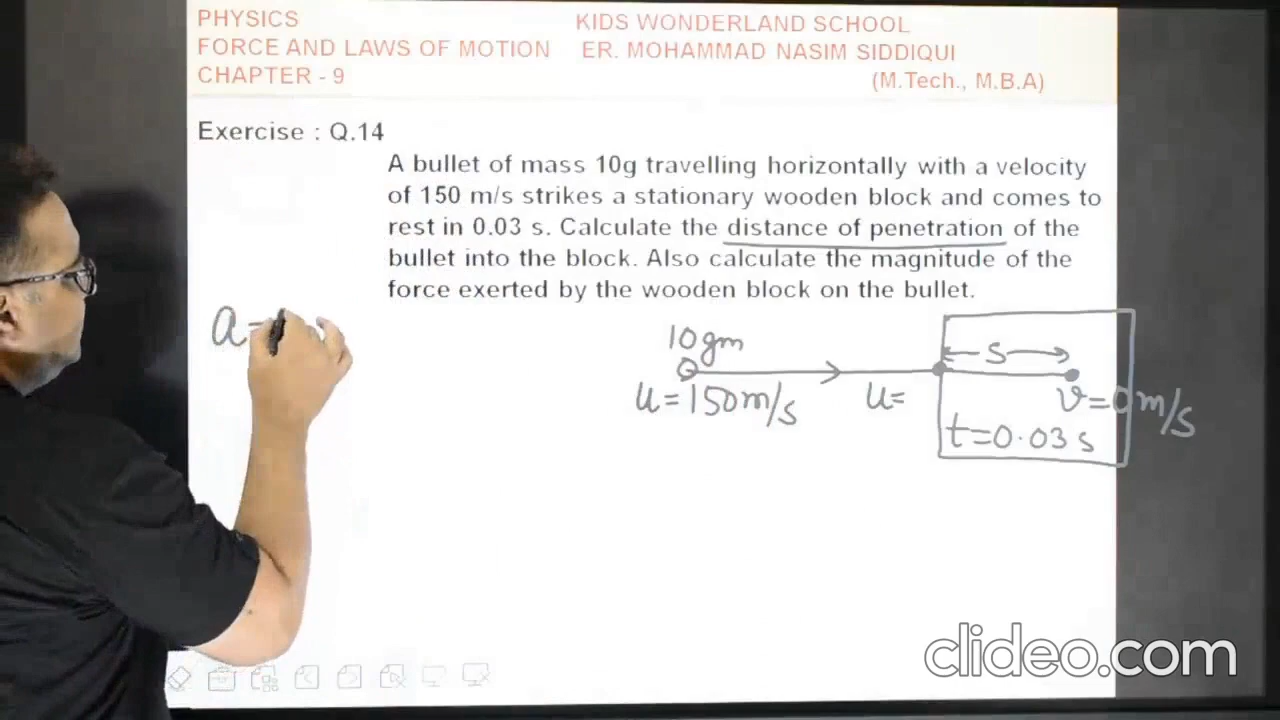 PHYSICS KIDS WONDERLAND SCHOOL
FORCE AND LAWS OF MOTION ER. MOHAMMAD NASIM SIDDIQUI
CHAPTER - 9 (M.Tech., M.B.A)
Exercise : Q.14
A bullet of mass 10g travelling horizontally with a velocity
of 150 m/s strikes a stationary wooden block and comes to
rest in 0.03 s. Calculate the distance of penetration of the
bullet into the block. Also calculate the magnitude of the
force exerted by the wooden block on the bullet.
a=
10gm
u=150m/s
u=
s
v=0m/s
t=0.03 s
clideo.com